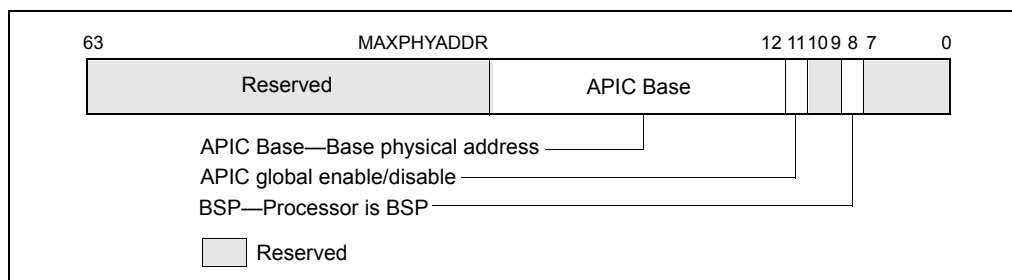 63 MAXPHYADDR 12 11 10 9 8 7 0
Reserved APIC Base
APIC Base—Base physical address
APIC global enable/disable
BSP—Processor is BSP
Reserved